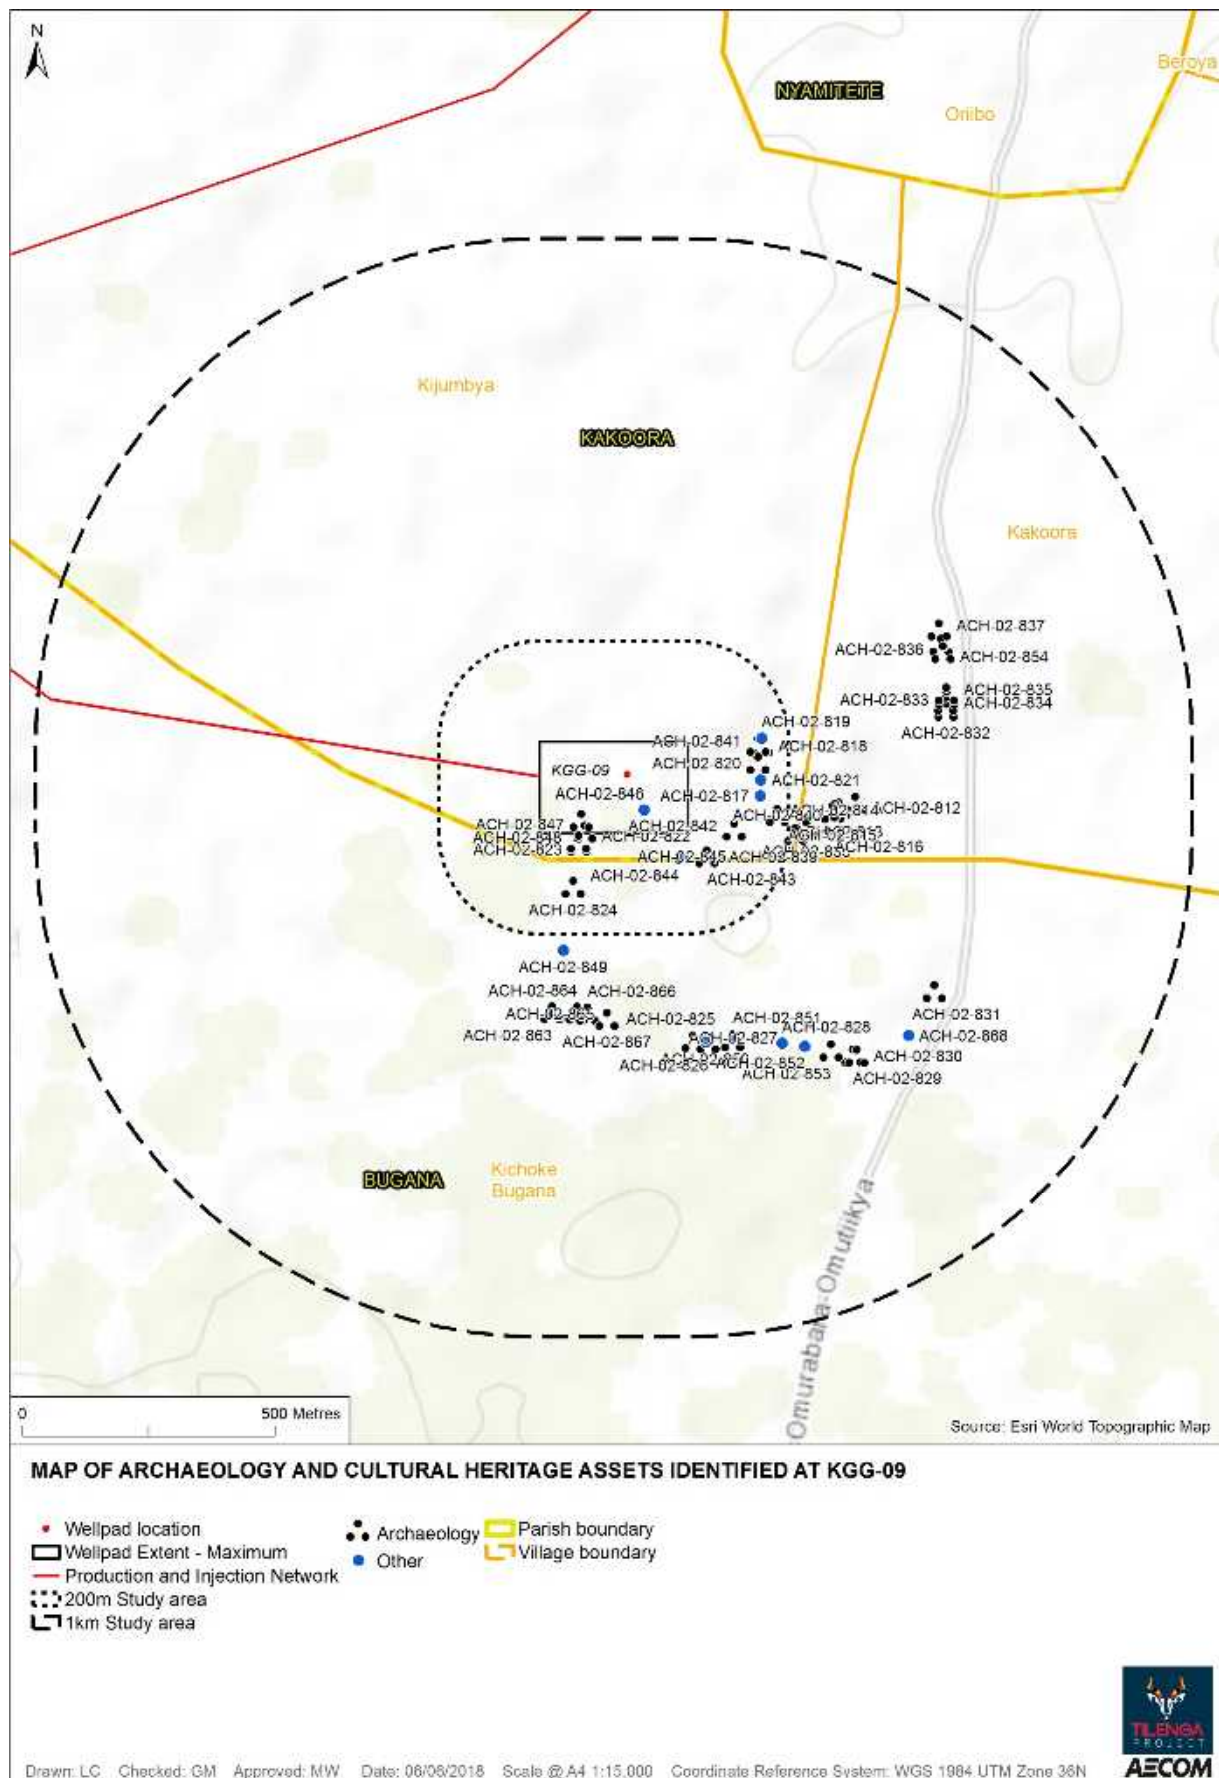 N
NYAMITETE
Beroya
Oriibo
Kijumbya
KAKOORA
Kakoora
ACH-02-837
ACH-02-836
ACH-02-854
ACH-02-835
ACH-02-833
ACH-02-834
ACH-02-832
ACH-02-819
ACH-02-841
ACH-02-818
ACH-02-820
KGG-09
ACH-02-821
ACH-02-846
ACH-02-817
ACH-02-812
ACH-02-847
ACH-02-842
ACH-02-822
ACH-02-823
ACH-02-816
ACH-02-845
ACH-02-839
ACH-02-844
ACH-02-843
ACH-02-824
ACH-02-849
ACH-02-864
ACH-02-866
ACH-02-865
ACH-02-863
ACH-02-867
ACH-02-825
ACH-02-851
ACH-02-827
ACH-02-828
ACH-02-831
ACH-02-868
ACH-02-830
ACH-02-852
ACH-02-853
ACH-02-829
BUGANA
Kichoke
Bugana
Omurabara-Omutiikya
0 500 Metres
Source: Esri World Topographic Map
MAP OF ARCHAEOLOGY AND CULTURAL HERITAGE ASSETS IDENTIFIED AT KGG-09
Wellpad location
Wellpad Extent - Maximum
Production and Injection Network
200m Study area
1km Study area
Archaeology
Other
Parish boundary
Village boundary
TILENGA
PROJECT
AECOM
Drawn: LC Checked: GM Approved: MW Date: 06/06/2018 Scale @ A4 1:15,000 Coordinate Reference System: WGS 1984 UTM Zone 36N